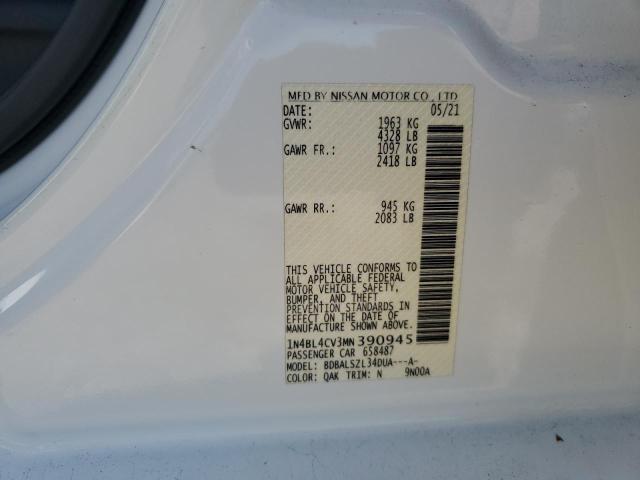 MFD BY NISSAN MOTOR CO., LTD
DATE: 05/21
GVWR: 1963 KG
4328 LB
GAWR FR.: 1097 KG
2418 LB
GAWR RR.: 945 KG
2083 LB
THIS VEHICLE CONFORMS TO
ALL APPLICABLE FEDERAL
MOTOR VEHICLE SAFETY,
BUMPER, AND THEFT
PREVENTION STANDARDS IN
EFFECT ON THE DATE OF
MANUFACTURE SHOWN ABOVE.
1N4BL4CV3MN390945
PASSENGER CAR 658487
MODEL: BDBALSZL34DUA---A-
COLOR: QAK TRIM: N 9N00A